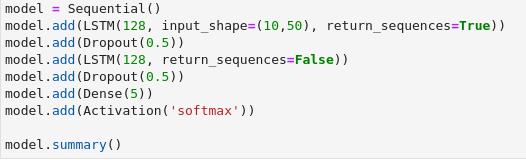 model = Sequential()
model.add(LSTM(128, input_shape=(10,50), return_sequences=True))
model.add(Dropout(0.5))
model.add(LSTM(128, return_sequences=False))
model.add(Dropout(0.5))
model.add(Dense(5))
model.add(Activation('softmax'))
model.summary()